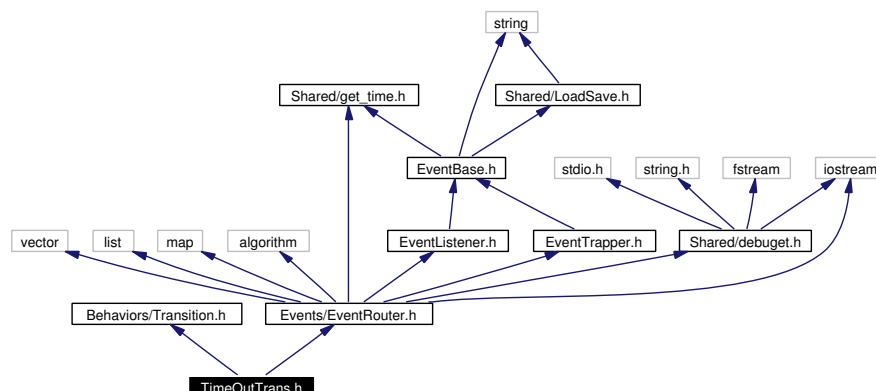 string
Shared/get_time.h
Shared/LoadSave.h
EventBase.h
stdio.h
string.h
fstream
iostream
vector
list
map
algorithm
EventListener.h
EventTrapper.h
Shared/debuget.h
Behaviors/Transition.h
Events/EventRouter.h
TimeOutTrans.h